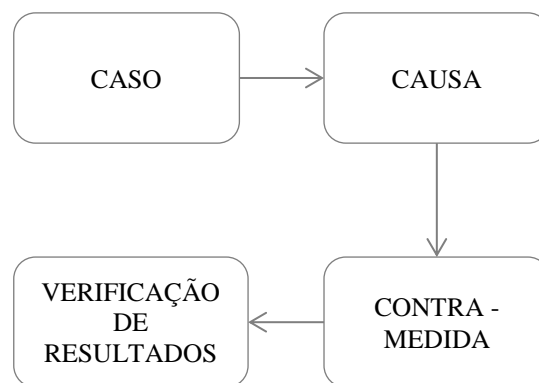 CASO
CAUSA
CONTRA -
MEDIDA
VERIFICAÇÃO
DE
RESULTADOS